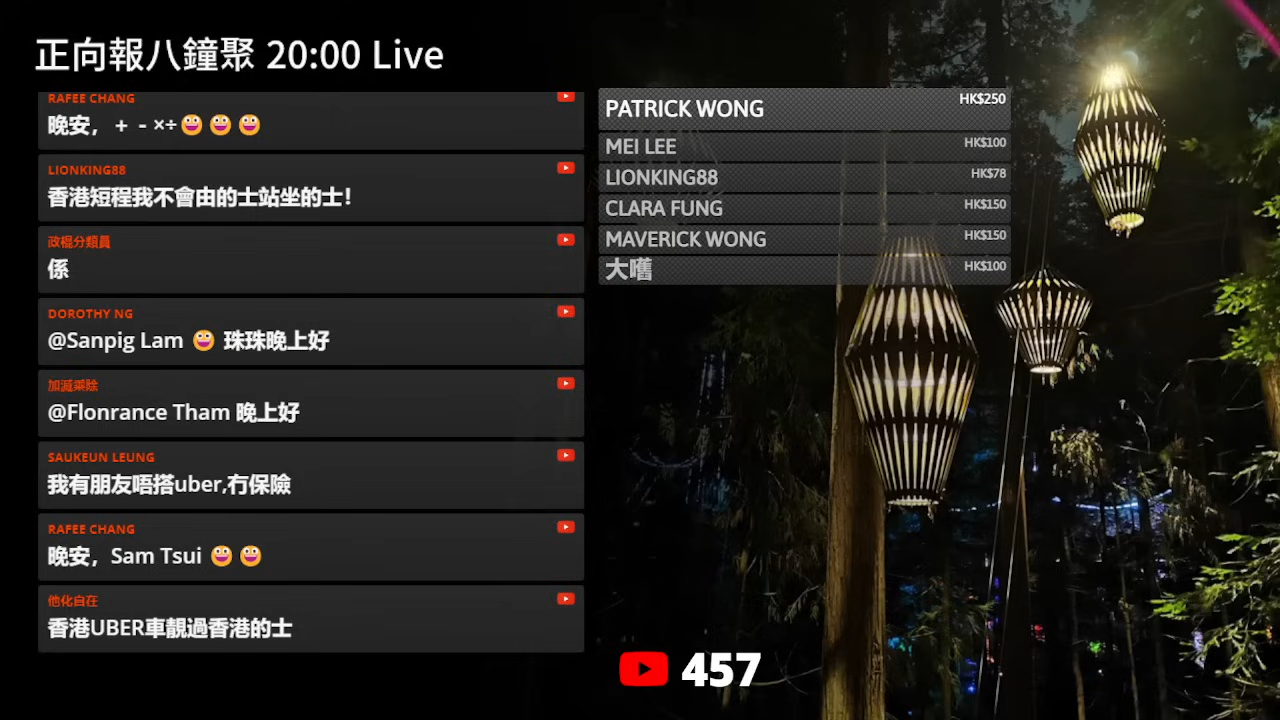 正向報八鐘聚 20:00 Live
RAFEE CHANG
晚安， + - ×÷
LIONKING88
香港短程我不會由的士站坐的士!
政棍分類員
係
DOROTHY NG
@Sanpig Lam 珠珠晚上好
加滅乘除
@Flonrance Tham 晚上好
SAUKEUN LEUNG
我有朋友唔搭uber,冇保險
RAFEE CHANG
晚安，Sam Tsui
他化自在
香港UBER車靚過香港的士
PATRICK WONG HK$250
MEI LEE HK$100
LIONKING88 HK$78
CLARA FUNG HK$150
MAVERICK WONG HK$150
大嚿 HK$100
457